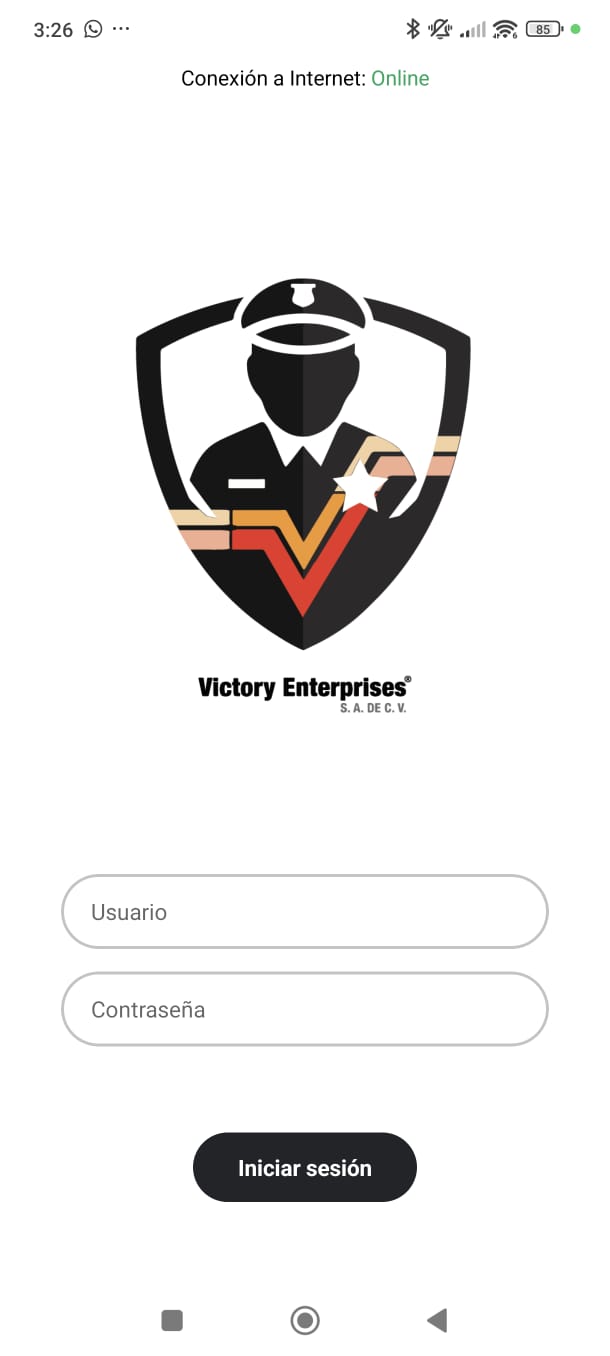 3:26 ...
85
Conexión a Internet: Online
Victory Enterprises®
S. A. DE C. V.
Usuario
Contraseña
Iniciar sesión